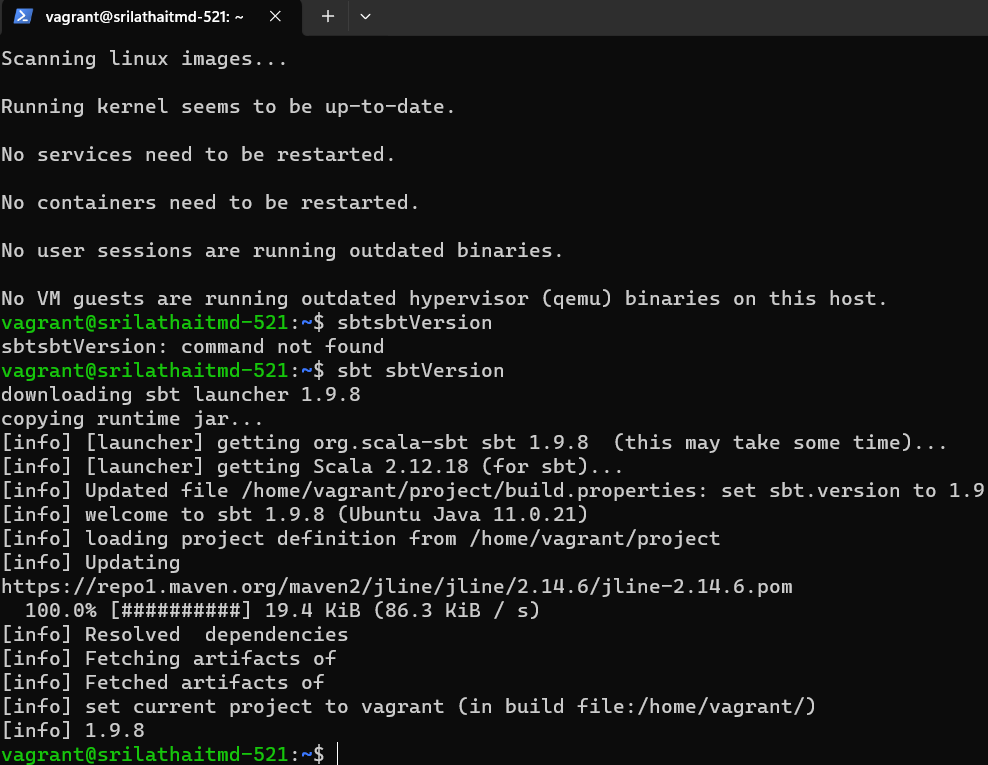 vagrant@srilathaitmd-521: ~
Scanning linux images...
Running kernel seems to be up-to-date.
No services need to be restarted.
No containers need to be restarted.
No user sessions are running outdated binaries.
No VM guests are running outdated hypervisor (qemu) binaries on this host.
vagrant@srilathaitmd-521:~$ sbtsbtVersion
sbtsbtVersion: command not found
vagrant@srilathaitmd-521:~$ sbt sbtVersion
downloading sbt launcher 1.9.8
copying runtime jar...
[info] [launcher] getting org.scala-sbt sbt 1.9.8  (this may take some time)...
[info] [launcher] getting Scala 2.12.18 (for sbt)...
[info] Updated file /home/vagrant/project/build.properties: set sbt.version to 1.9
[info] welcome to sbt 1.9.8 (Ubuntu Java 11.0.21)
[info] loading project definition from /home/vagrant/project
[info] Updating
https://repo1.maven.org/maven2/jline/jline/2.14.6/jline-2.14.6.pom
  100.0% [##########] 19.4 KiB (86.3 KiB / s)
[info] Resolved  dependencies
[info] Fetching artifacts of
[info] Fetched artifacts of
[info] set current project to vagrant (in build file:/home/vagrant/)
[info] 1.9.8
vagrant@srilathaitmd-521:~$